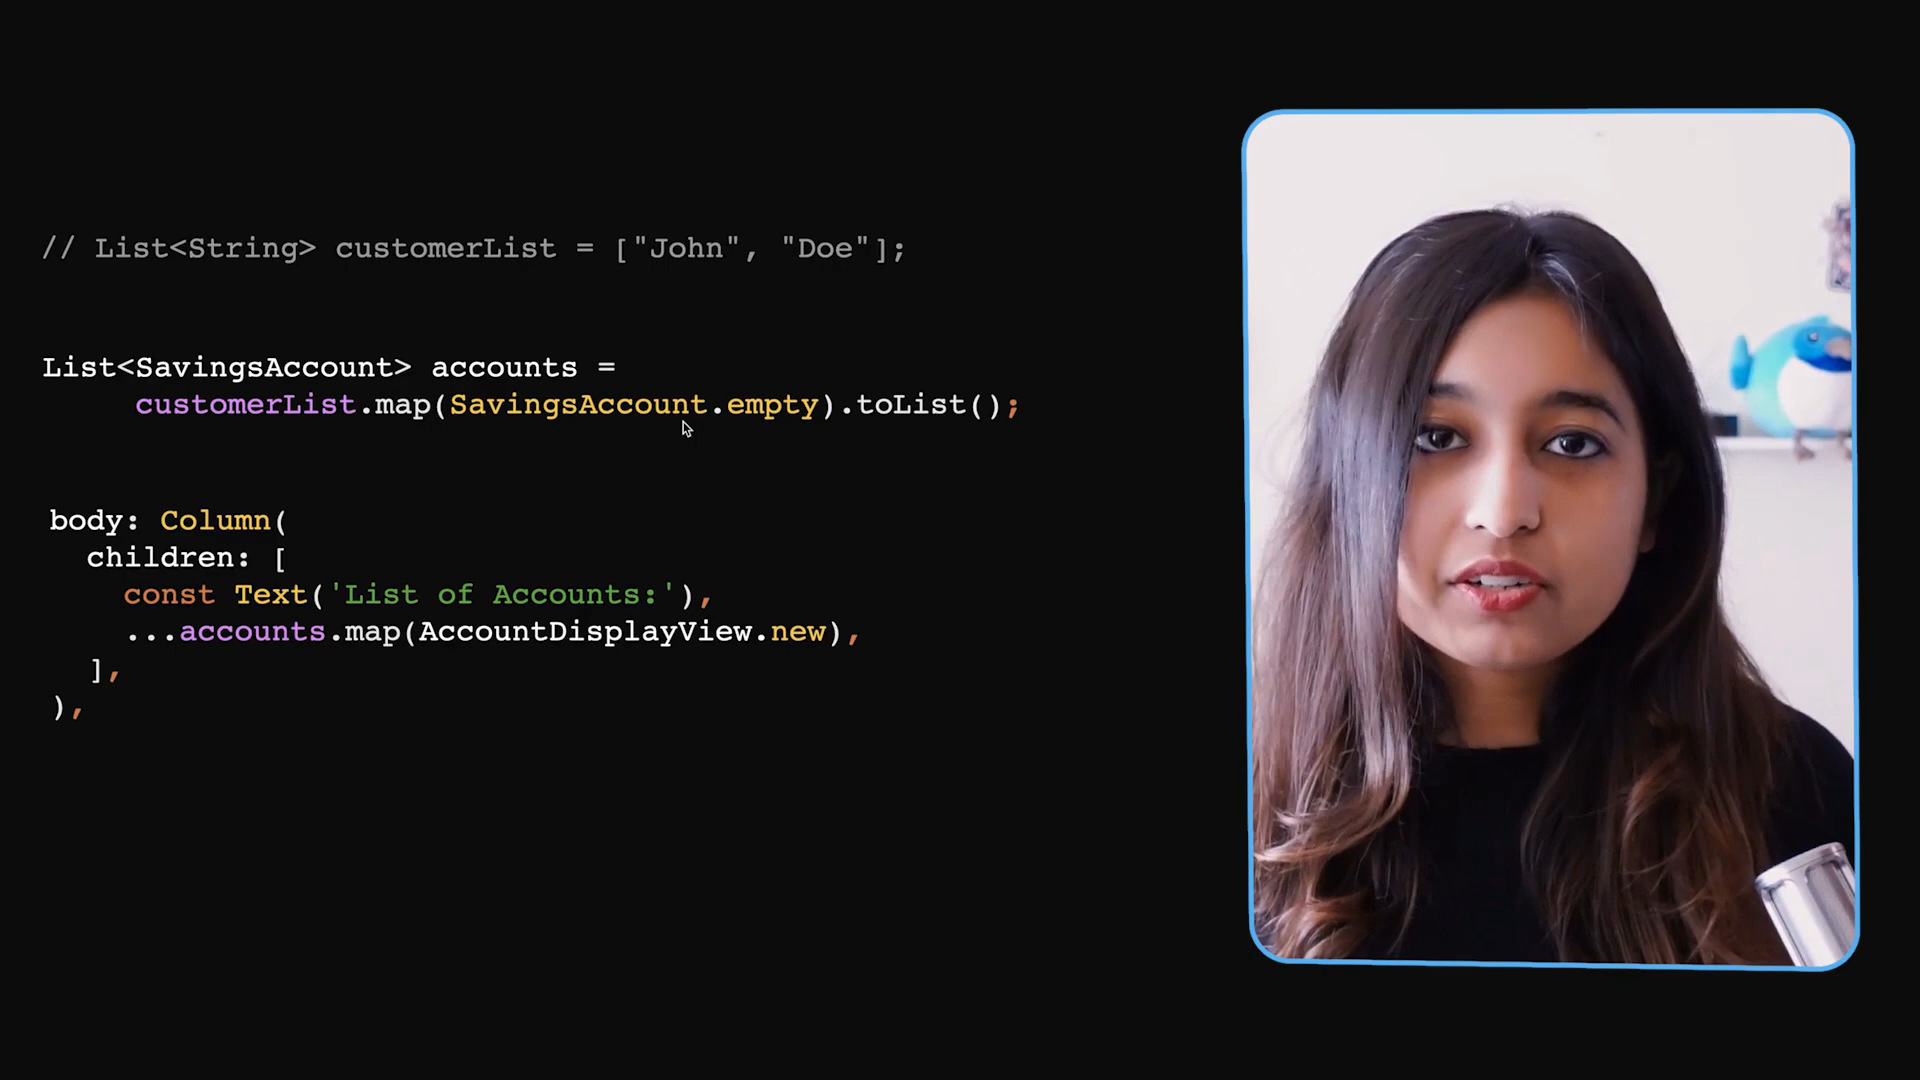 // List<String> customerList = ["John", "Doe"];
List<SavingsAccount> accounts =
customerList.map(SavingsAccount.empty).toList();
body: Column(
children: [
const Text('List of Accounts:'),
...accounts.map(AccountDisplayView.new),
],
),